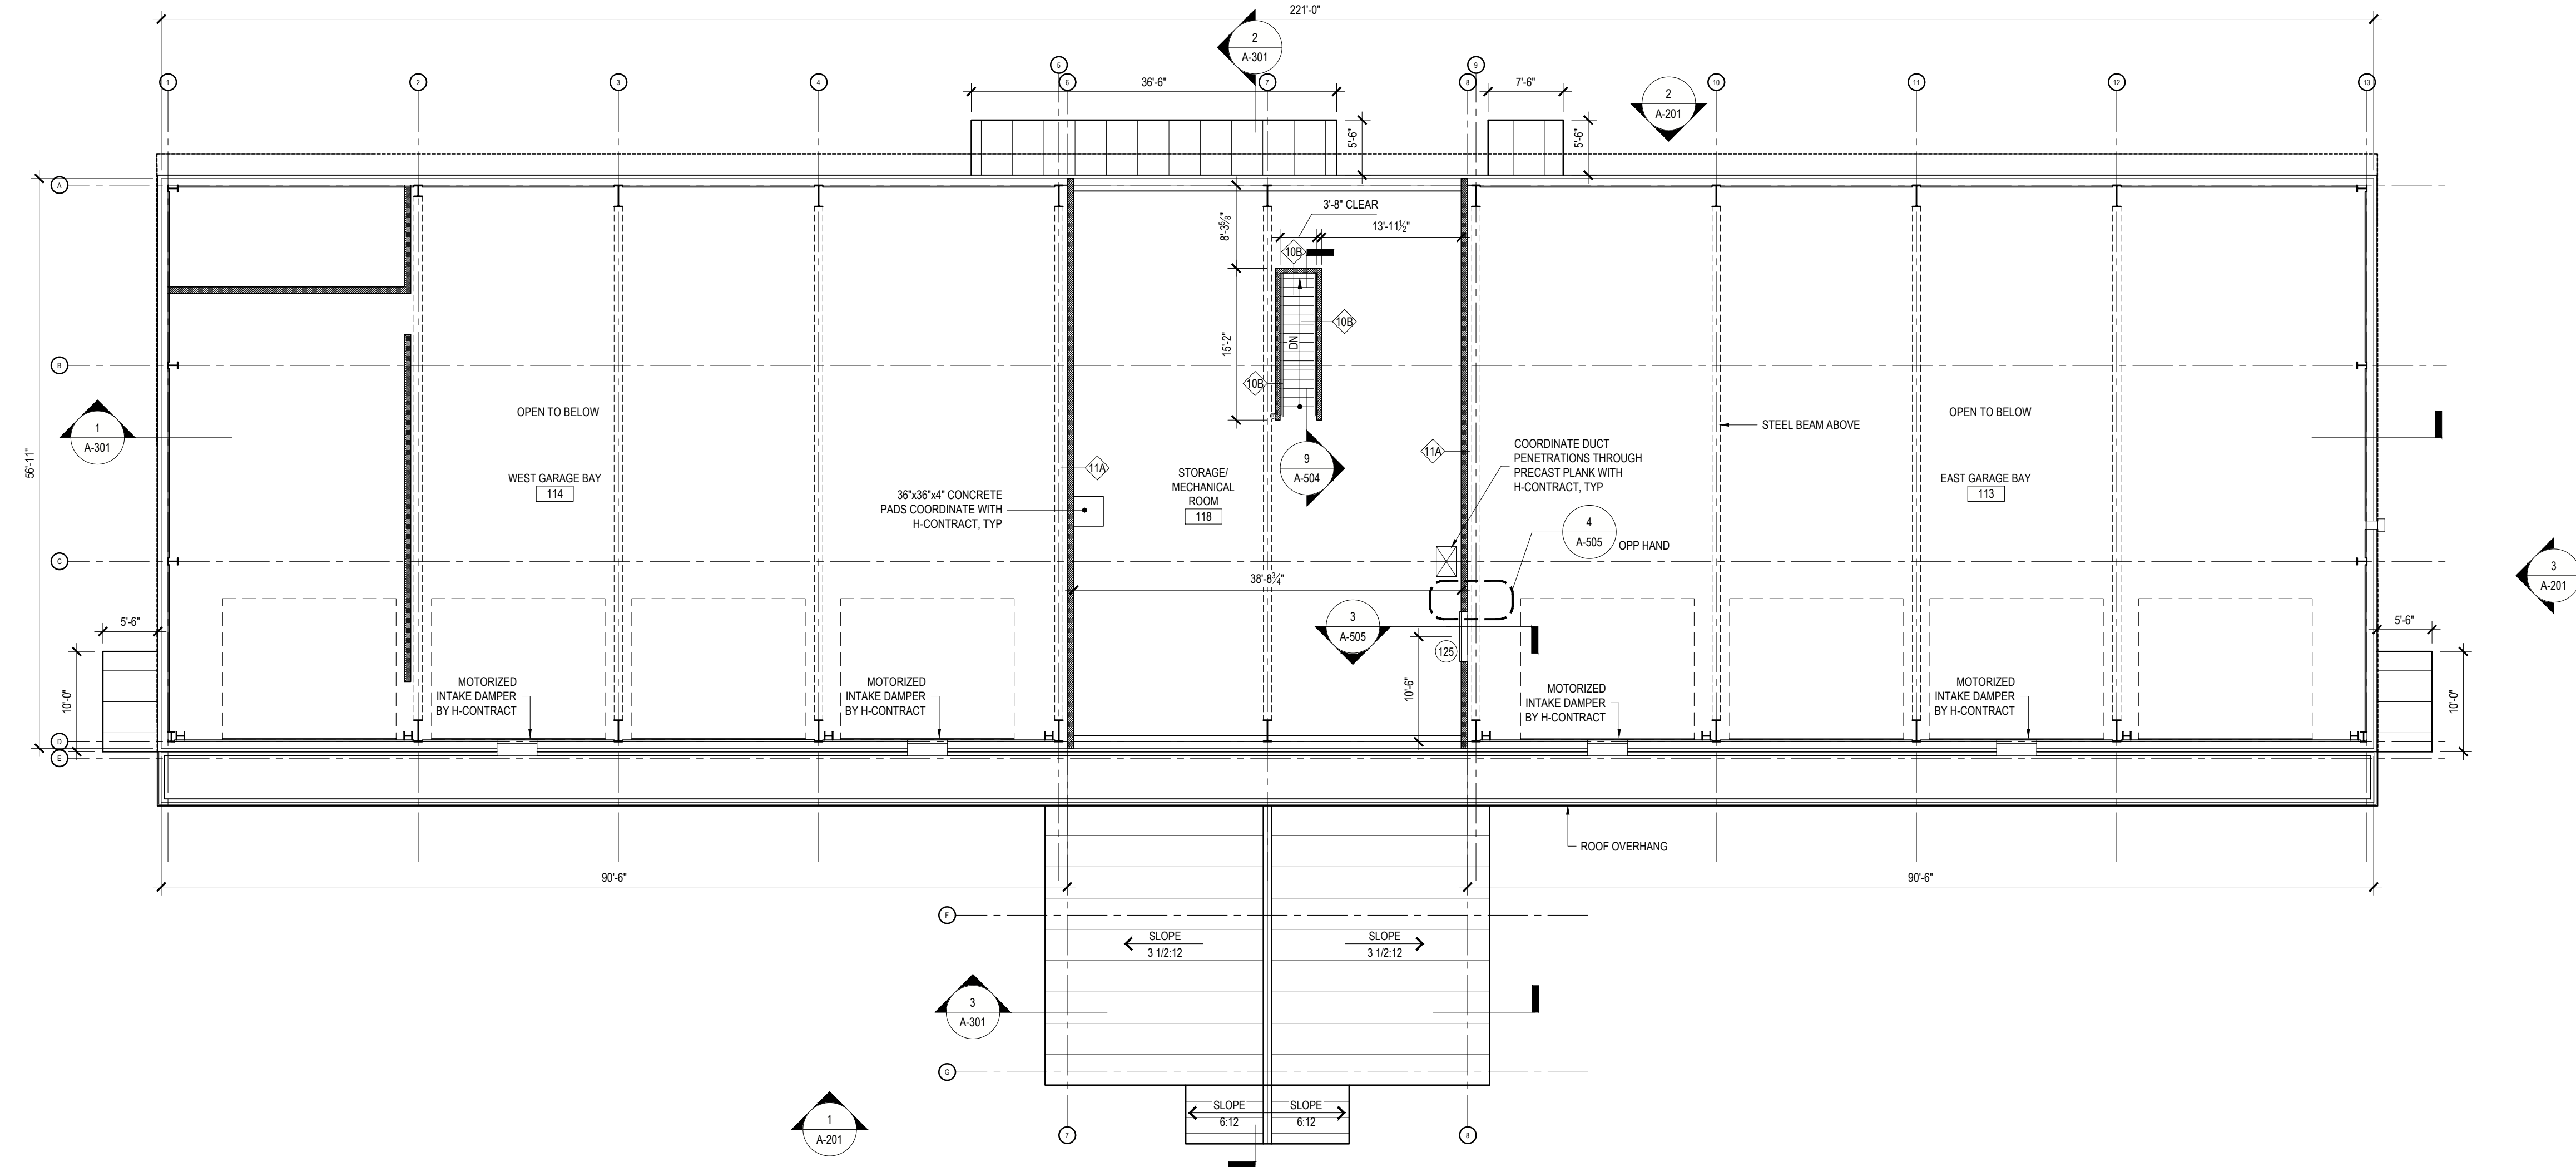 221'-0"
2
A-301
1
2
3
4
5
6
36'-6"
7
8
9
7'-6"
2
A-201
10
11
12
13
5'-6"
5'-6"
A
3'-8" CLEAR
8'-3⅝"
13'-11½"
10B
10B
15'-2"
DN
10B
B
56'-11"
1
A-301
OPEN TO BELOW
WEST GARAGE BAY
114
36"x36"x4" CONCRETE
PADS COORDINATE WITH
H-CONTRACT, TYP
11A
STORAGE/
MECHANICAL
ROOM
118
9
A-504
11A
COORDINATE DUCT
PENETRATIONS THROUGH
PRECAST PLANK WITH
H-CONTRACT, TYP
STEEL BEAM ABOVE
OPEN TO BELOW
EAST GARAGE BAY
113
4
A-505
OPP HAND
C
38'-8¾"
3
A-201
3
A-505
125
10'-6"
5'-6"
10'-0"
5'-6"
10'-0"
MOTORIZED
INTAKE DAMPER
BY H-CONTRACT
MOTORIZED
INTAKE DAMPER
BY H-CONTRACT
MOTORIZED
INTAKE DAMPER
BY H-CONTRACT
MOTORIZED
INTAKE DAMPER
BY H-CONTRACT
D
E
ROOF OVERHANG
90'-6"
90'-6"
F
SLOPE
3 1/2:12
SLOPE
3 1/2:12
3
A-301
G
SLOPE
6:12
SLOPE
6:12
1
A-201
7
8